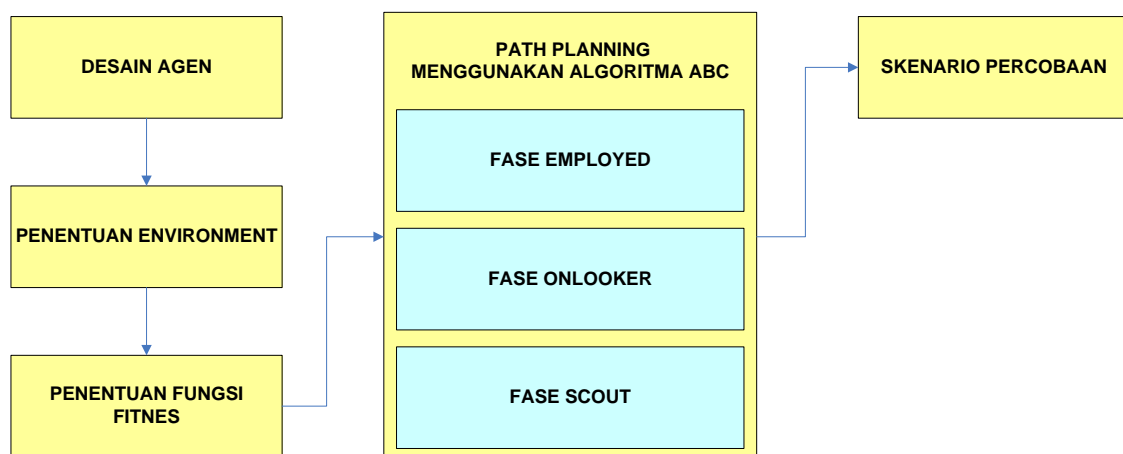 DESAIN AGEN
PENENTUAN ENVIRONMENT
PENENTUAN FUNGSI
FITNES
PATH PLANNING
MENGGUNAKAN ALGORITMA ABC
FASE EMPLOYED
FASE ONLOOKER
FASE SCOUT
SKENARIO PERCOBAAN